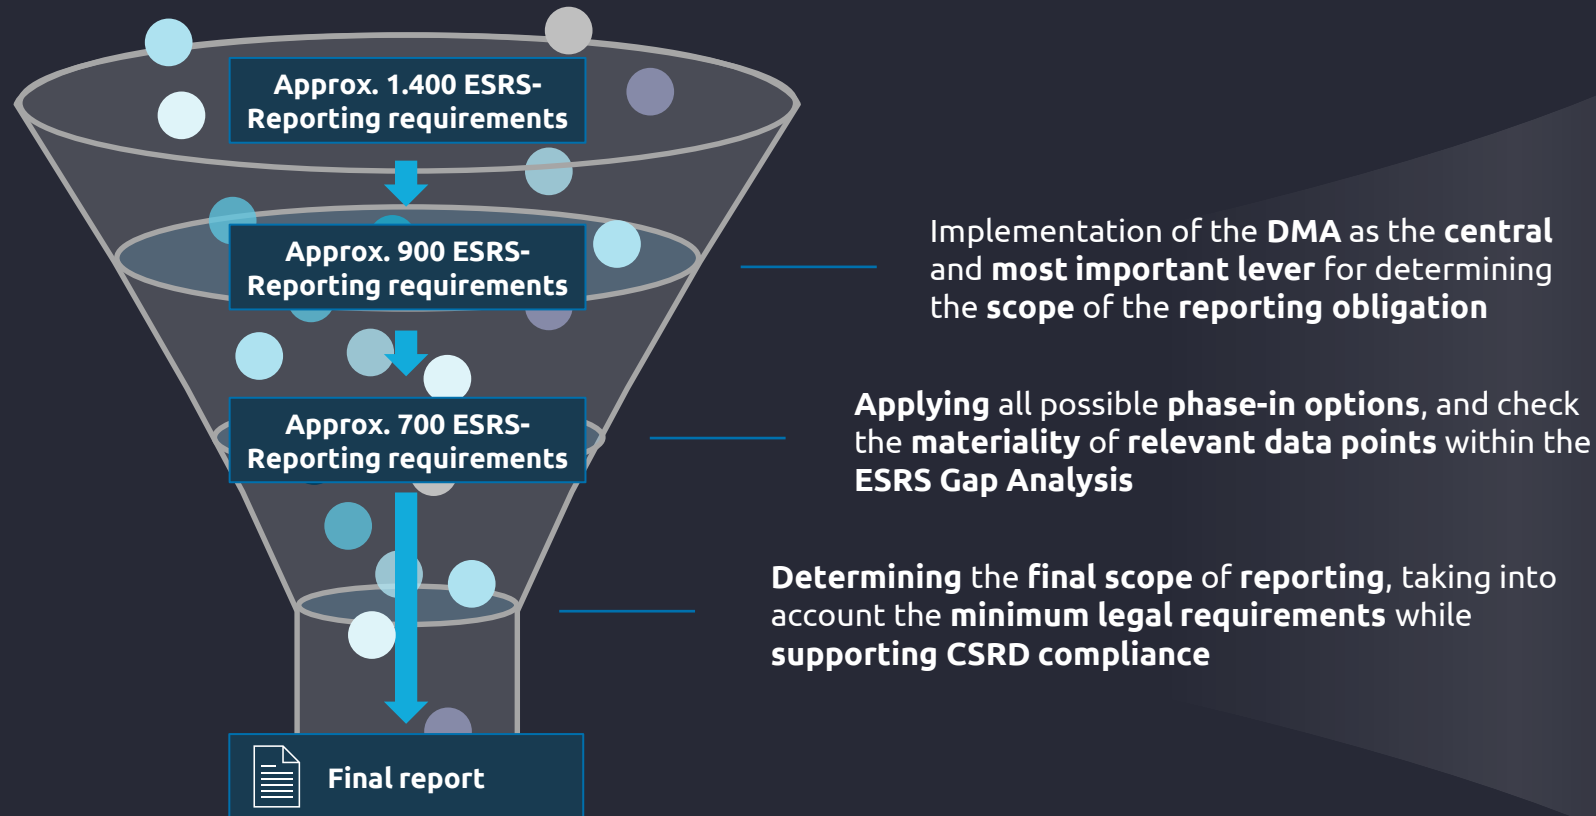 Approx. 1.400 ESRS-
Reporting requirements
Approx. 900 ESRS-
Reporting requirements
Implementation of the DMA as the central
and most important lever for determining
the scope of the reporting obligation
Approx. 700 ESRS-
Reporting requirements
Applying all possible phase-in options, and check
the materiality of relevant data points within the
ESRS Gap Analysis
Determining the final scope of reporting, taking into
account the minimum legal requirements while
supporting CSRD compliance
Final report